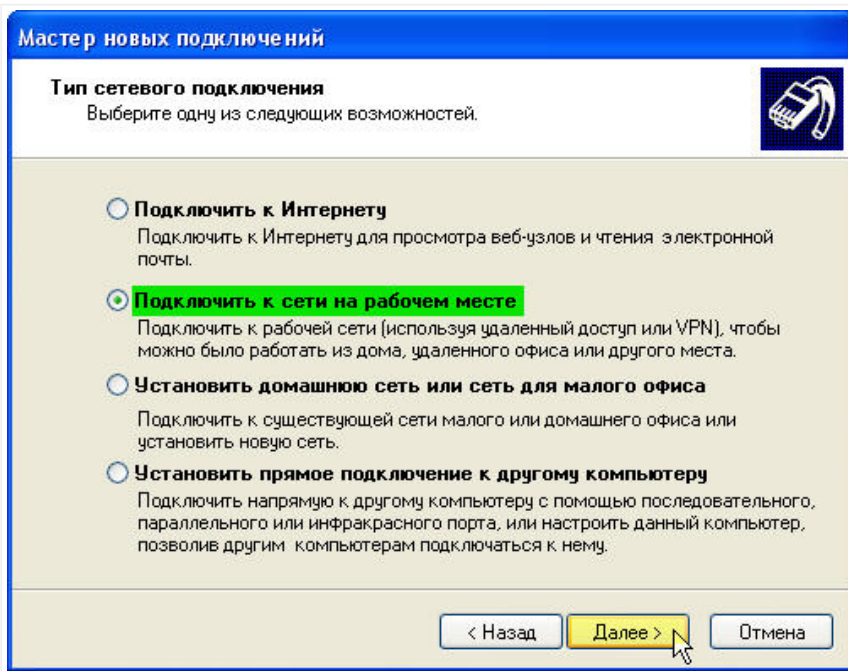 Мастер новых подключений
Тип сетевого подключения
Выберите одну из следующих возможностей.
Подключить к Интернету
Подключить к Интернету для просмотра веб-узлов и чтения электронной
почты.
Подключить к сети на рабочем месте
Подключить к рабочей сети (используя удаленный доступ или VPN), чтобы
можно было работать из дома, удаленного офиса или другого места.
Установить домашнюю сеть или сеть для малого офиса
Подключить к существующей сети малого или домашнего офиса или
установить новую сеть.
Установить прямое подключение к другому компьютеру
Подключить напрямую к другому компьютеру с помощью последовательного,
параллельного или инфракрасного порта, или настроить данный компьютер,
позволив другим компьютерам подключаться к нему.
< Назад Далее > Отмена